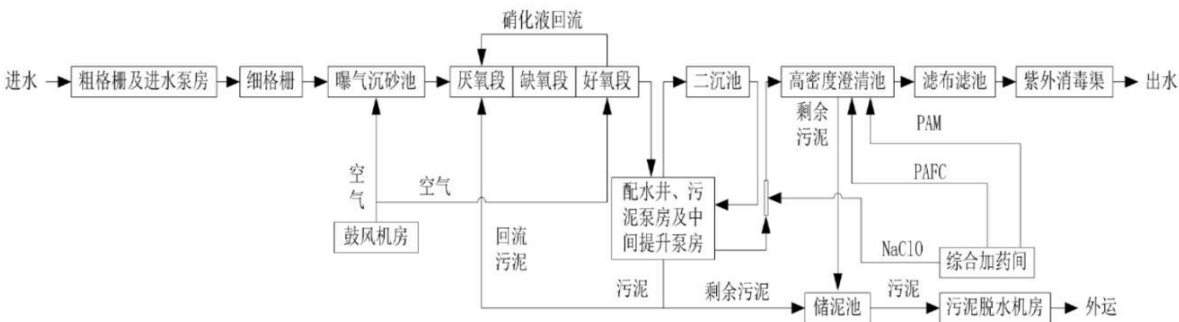 硝化液回流
进水
粗格栅及进水泵房
细格栅
曝气沉砂池
厌氧段
缺氧段
好氧段
二沉池
高密度澄清池
滤布滤池
紫外消毒渠
出水
剩余
污泥
PAM
PAFC
空
气
空气
配水井、污
泥泵房及中
间提升泵房
鼓风机房
回流
污泥
NaClO
综合加药间
污泥
剩余污泥
储泥池
污泥
污泥脱水机房
外运